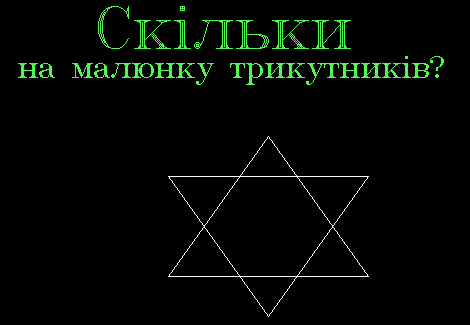 Скільки
на малюнку трикутників?